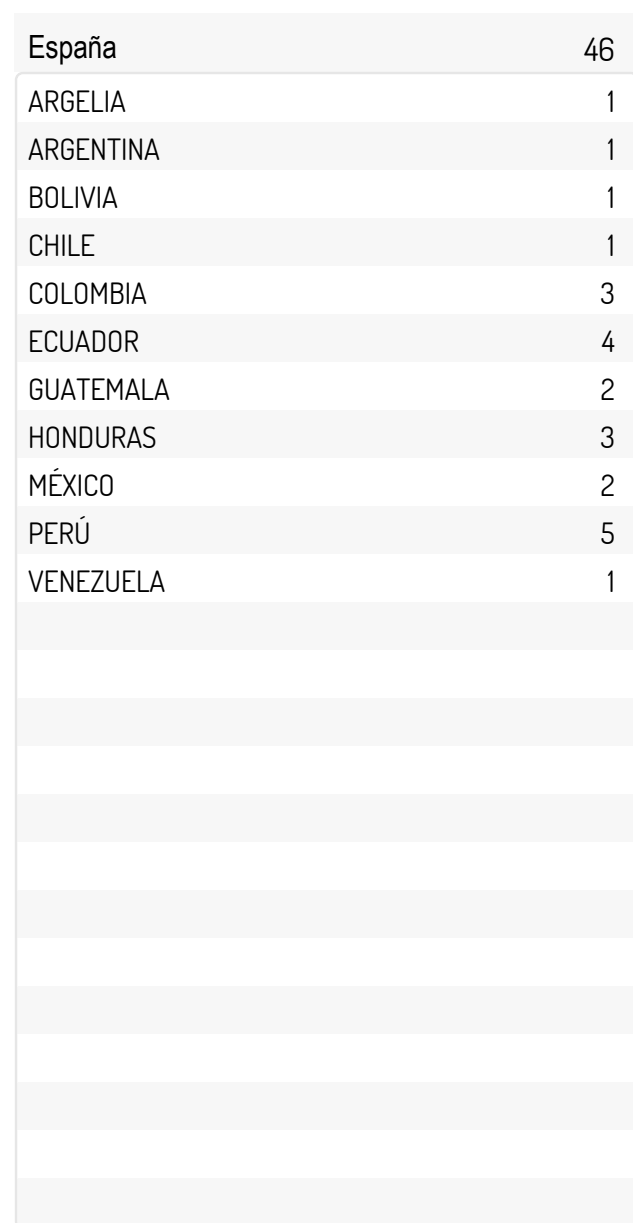 España 46
ARGELIA 1
ARGENTINA 1
BOLIVIA 1
CHILE 1
COLOMBIA 3
ECUADOR 4
GUATEMALA 2
HONDURAS 3
MÉXICO 2
PERÚ 5
VENEZUELA 1